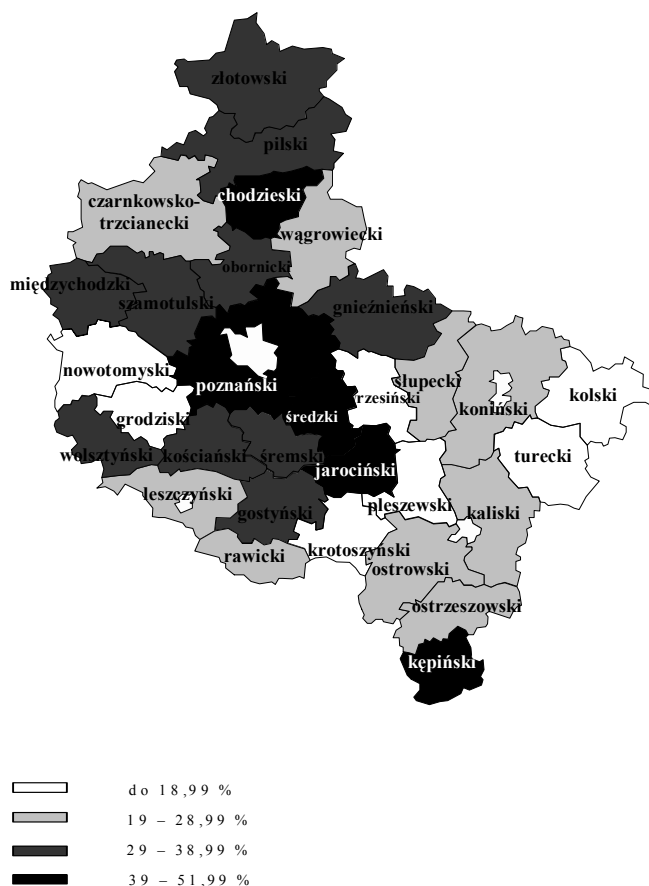 złotowski
pilski
chodzieski
czarnkowsko-
trzcianecki
wągrowiecki
obornicki
międzychodzki
szamotulski
gnieźnieński
nowotomyski
poznański
rzesiński
słupecki
koniński
kolski
grodziski
średzki
wolsztyński
kościański
śremski
jarociński
turecki
leszczyński
gostyński
pleszewski
kaliski
rawicki
krotoszyński
ostrowski
ostrzeszowski
kępiński
do 18,99 %
19 – 28,99 %
29 – 38,99 %
39 – 51,99 %